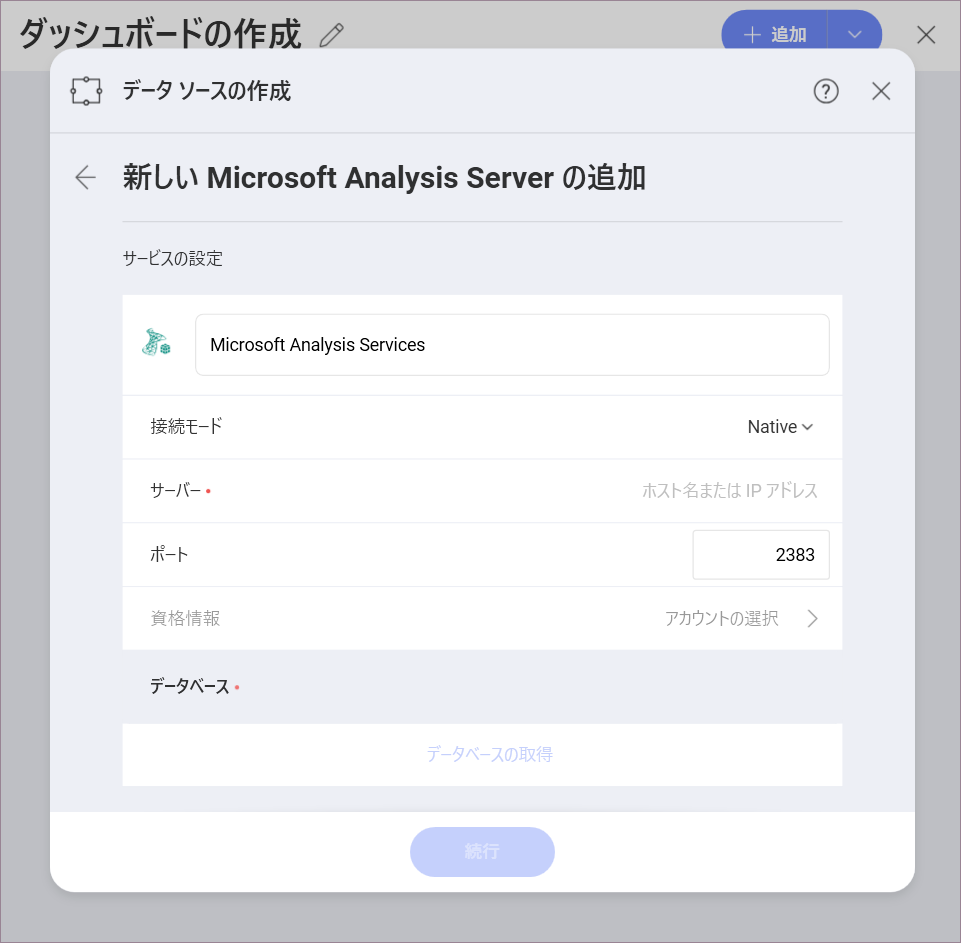 ダッシュボードの作成
追加
データ ソースの作成
新しい Microsoft Analysis Server の追加
サービスの設定
Microsoft Analysis Services
接続モード Native
サーバー • ホスト名または IP アドレス
ポート 2383
資格情報 アカウントの選択
データベース •
データベースの取得
続行